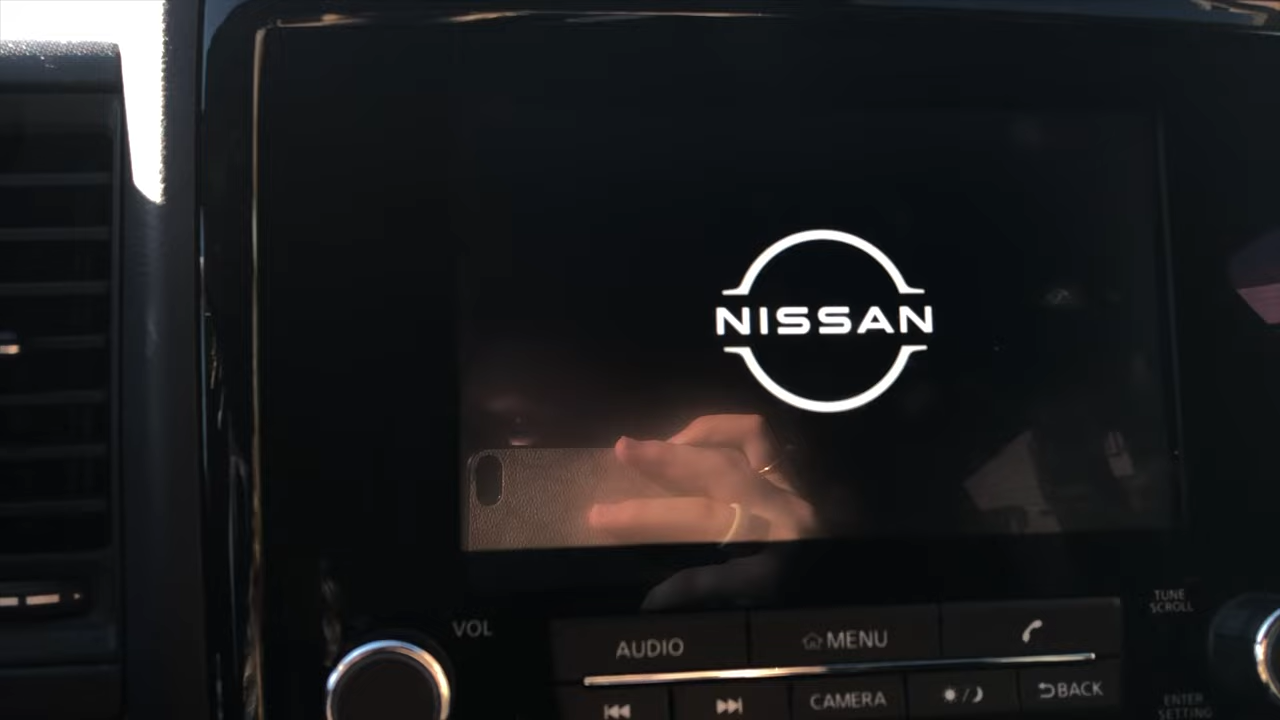 NISSAN
VOL
TUNE
SCROLL
AUDIO
MENU
CAMERA
BACK
ENTER
SETTING